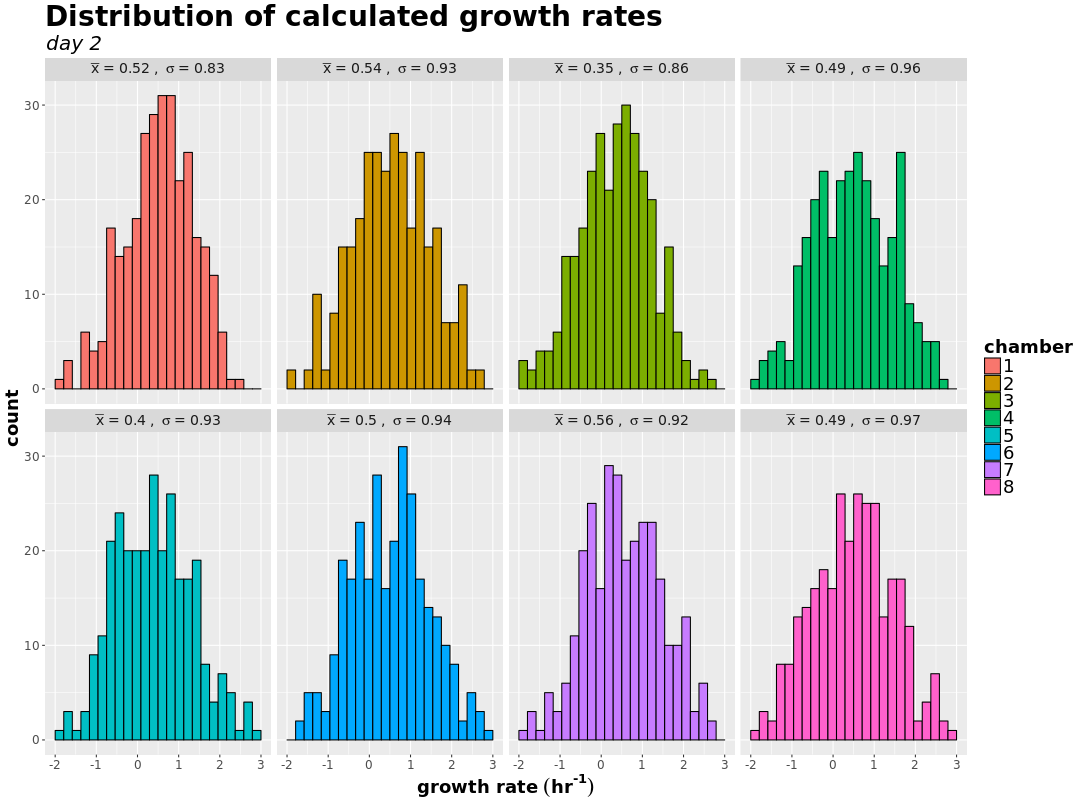 Distribution of calculated growth rates
day 2
x̅ = 0.52 , σ = 0.83
x̅ = 0.54 , σ = 0.93
x̅ = 0.35 , σ = 0.86
x̅ = 0.49 , σ = 0.96
30
20
10
0
x̅ = 0.4 , σ = 0.93
x̅ = 0.5 , σ = 0.94
x̅ = 0.56 , σ = 0.92
x̅ = 0.49 , σ = 0.97
30
20
10
0
-2 -1 0 1 2 3
-2 -1 0 1 2 3
-2 -1 0 1 2 3
-2 -1 0 1 2 3
count
growth rate (hr⁻¹)
chamber
1
2
3
4
5
6
7
8